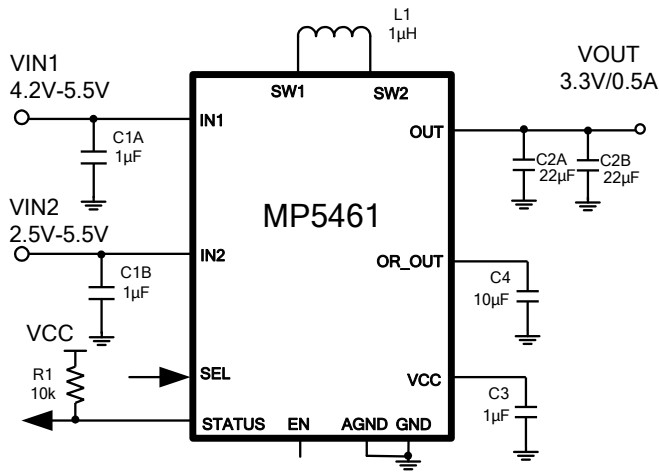 L1
1µH
VIN1
4.2V-5.5V
VOUT
3.3V/0.5A
SW1
SW2
IN1
OUT
C1A
1µF
C2A
22µF
C2B
22µF
VIN2
2.5V-5.5V
MP5461
IN2
OR_OUT
C1B
1µF
C4
10µF
VCC
R1
10k
SEL
VCC
C3
1µF
STATUS
EN
AGND
GND